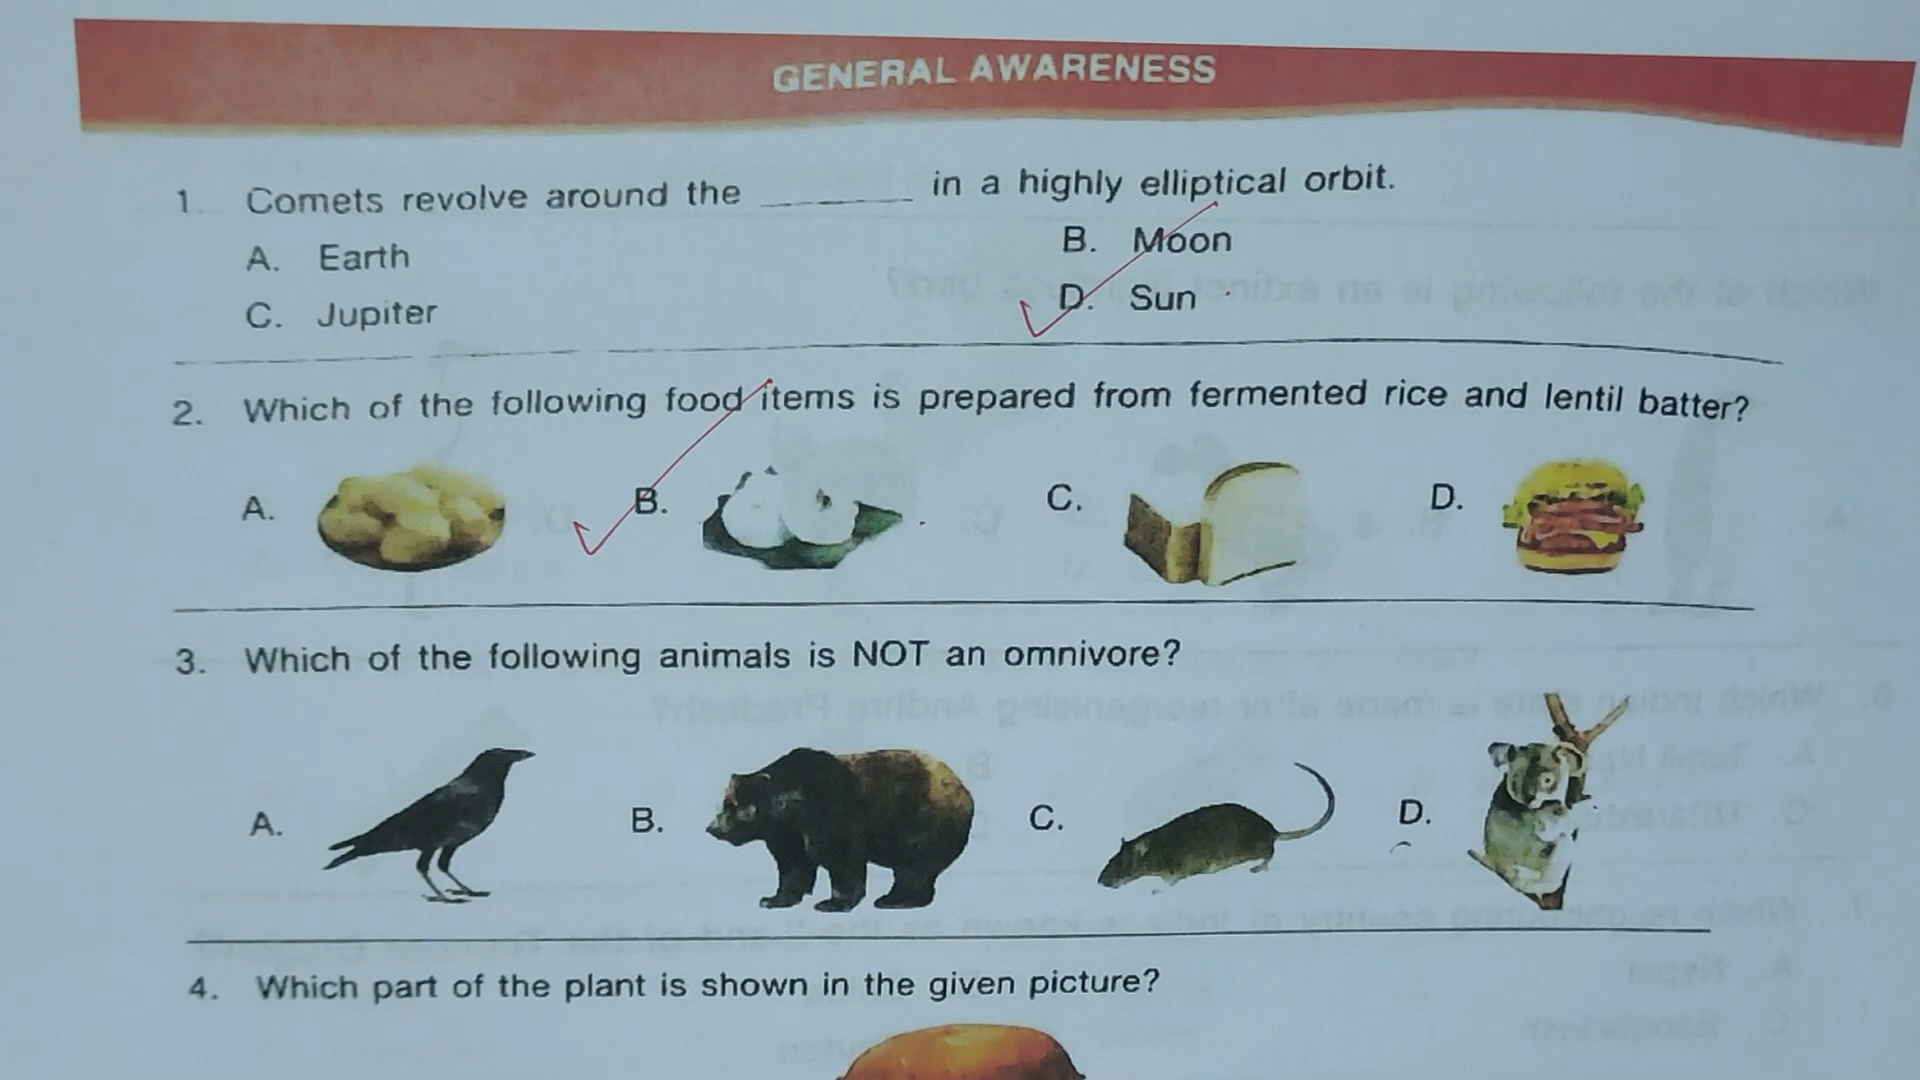 GENERAL AWARENESS
1. Comets revolve around the ________ in a highly elliptical orbit.
A. Earth
B. Moon
C. Jupiter
D. Sun
2. Which of the following food items is prepared from fermented rice and lentil batter?
A.
B.
C.
D.
3. Which of the following animals is NOT an omnivore?
A.
B.
C.
D.
4. Which part of the plant is shown in the given picture?